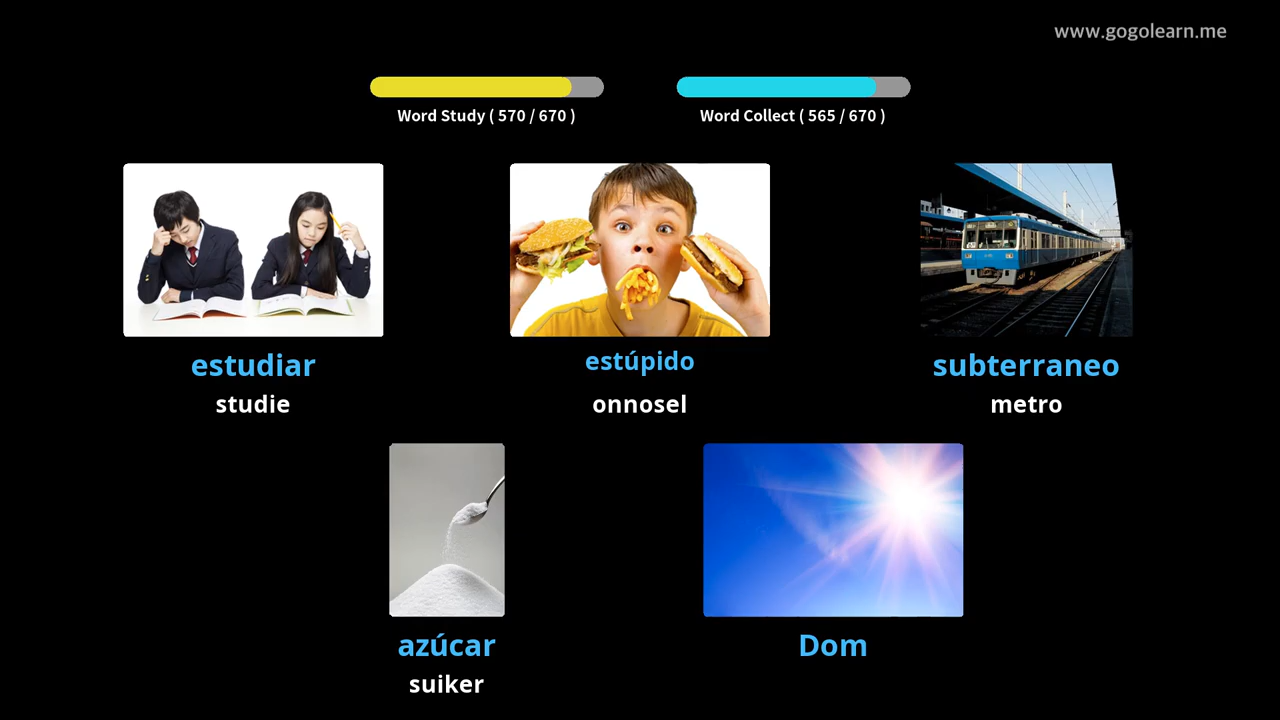 www.gogolearn.me
Word Study ( 570 / 670 )
Word Collect ( 565 / 670 )
estudiar
studie
estúpido
onnosel
subterraneo
metro
azúcar
suiker
Dom